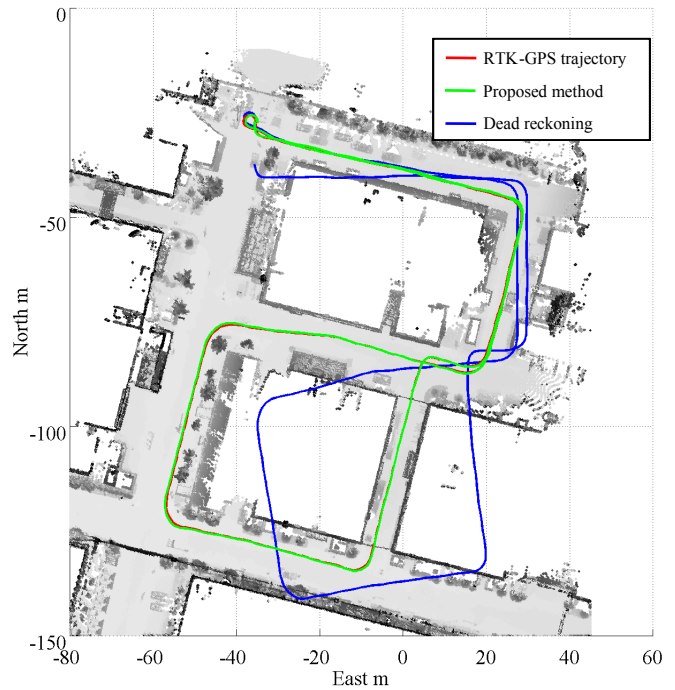 0
RTK-GPS trajectory
Proposed method
Dead reckoning
-50
North m
-100
-150
-80 -60 -40 -20 0 20 40 60
East m